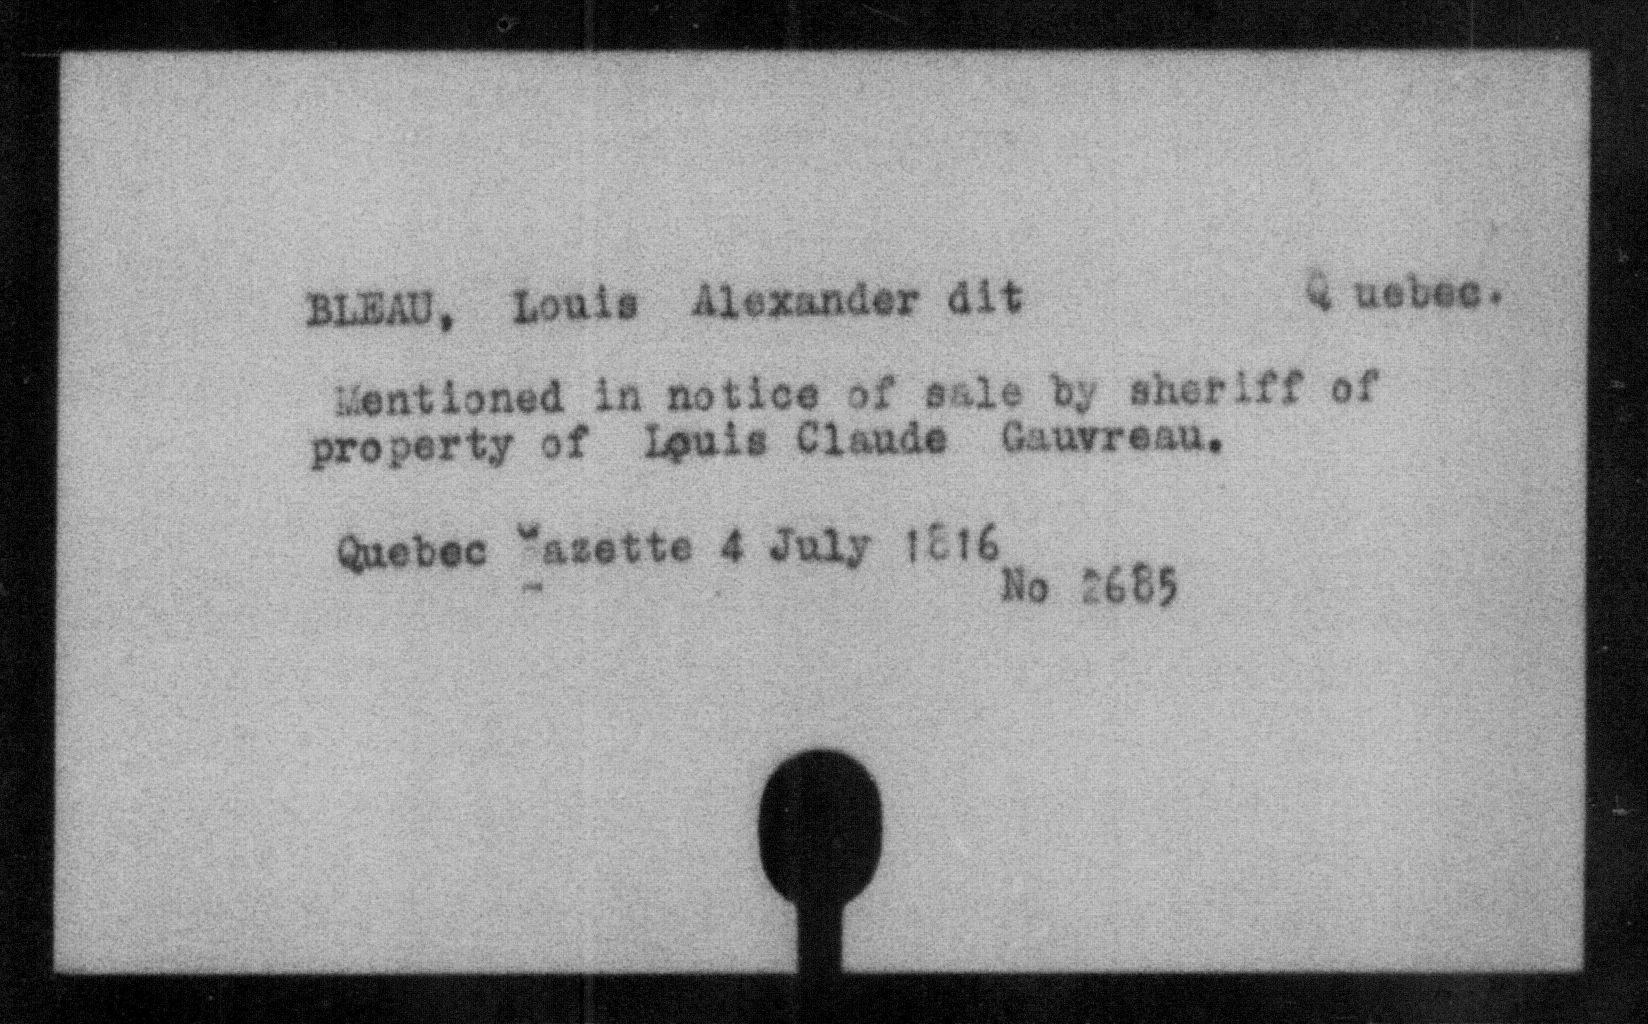 BLEAU, Louis Alexander dit Quebec.
Mentioned in notice of sale by sheriff of
property of Louis Claude Gauvreau.
Quebec Gazette 4 July 1816
No 2685